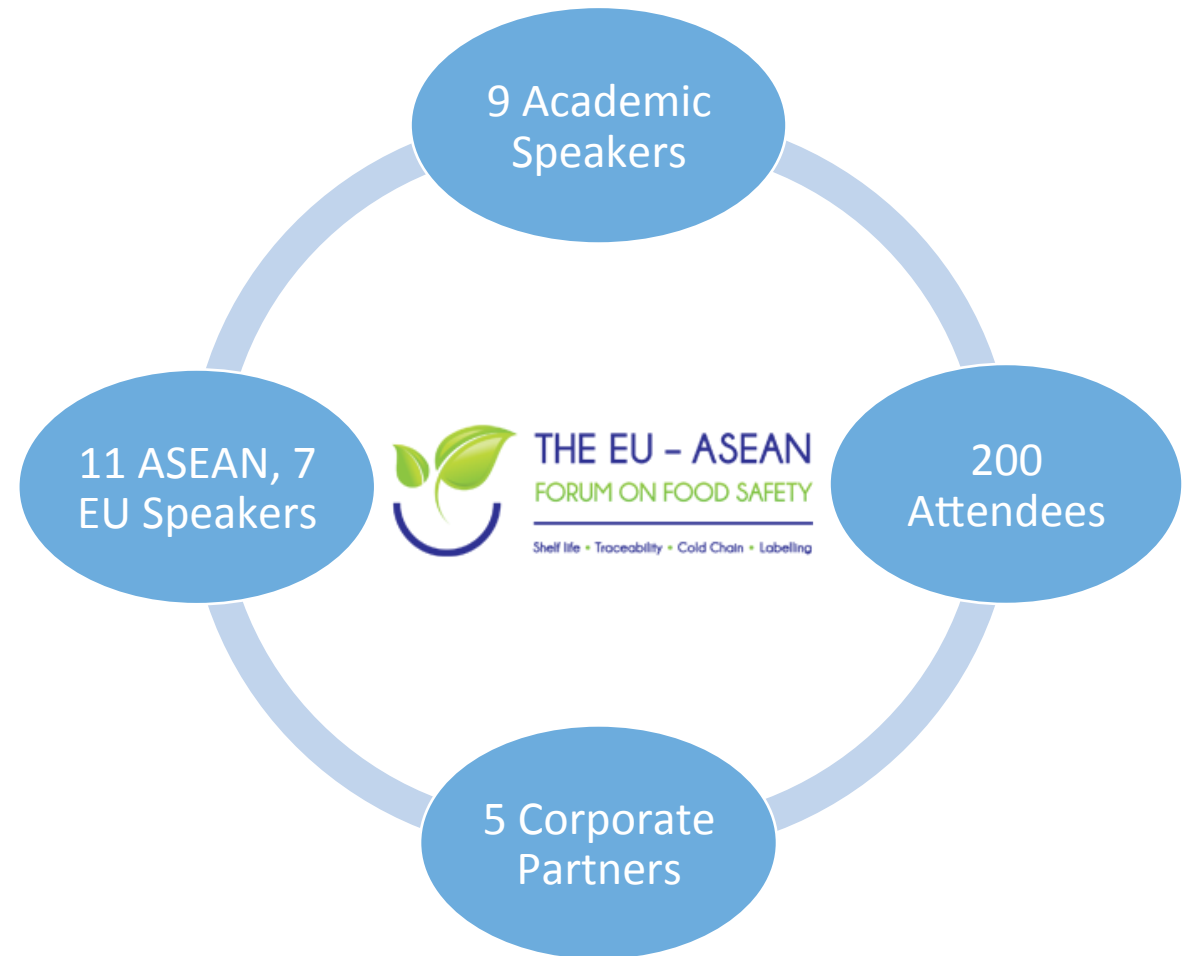 9 Academic
Speakers
11 ASEAN, 7
EU Speakers
THE EU – ASEAN
FORUM ON FOOD SAFETY
Shelf life • Traceability • Cold Chain • Labelling
200
Attendees
5 Corporate
Partners